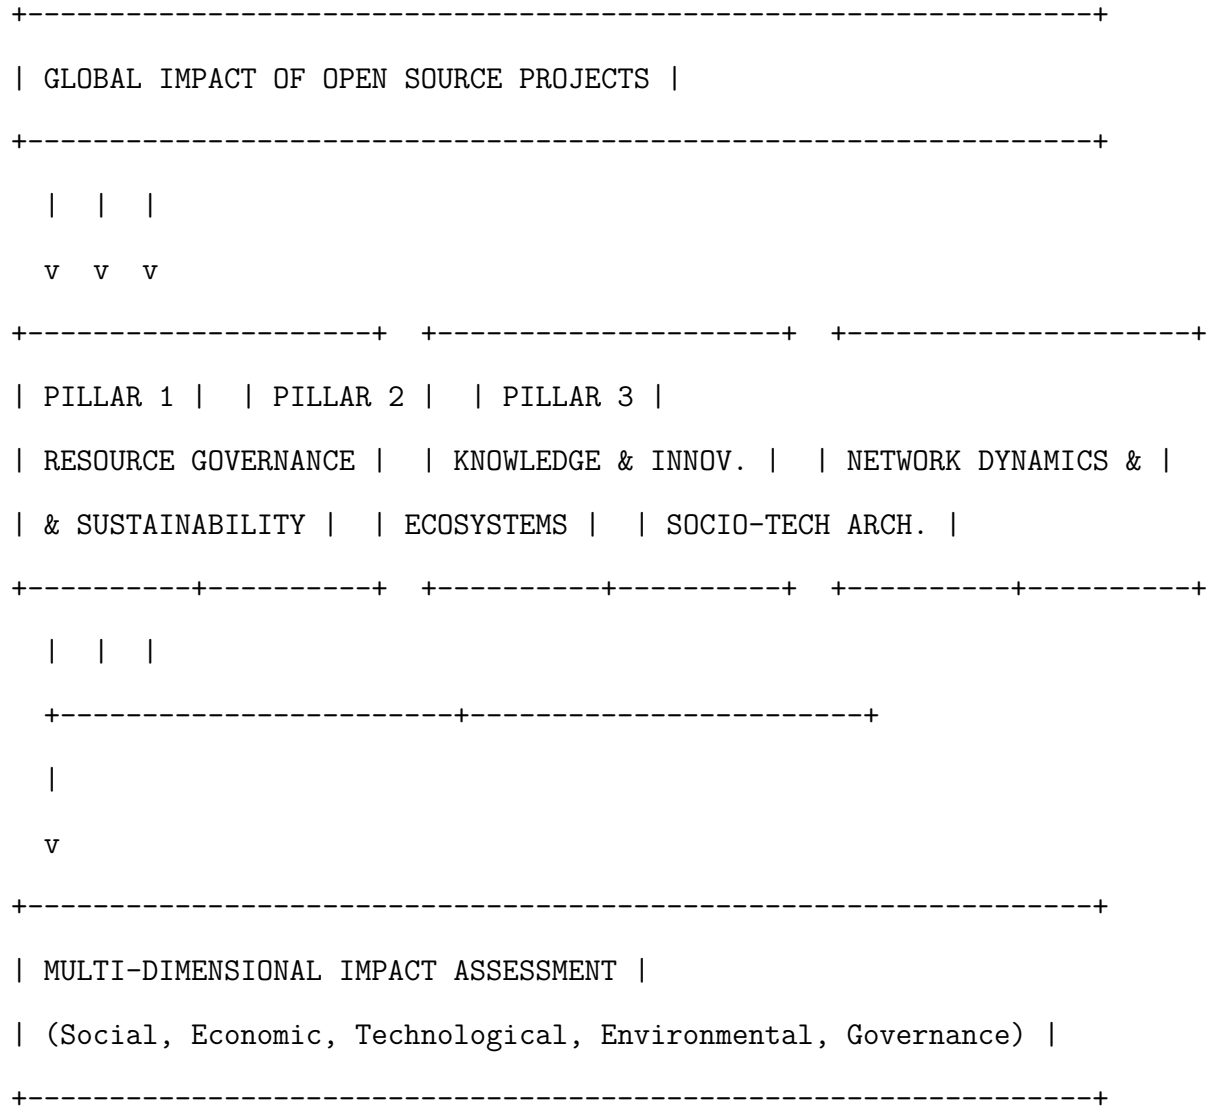 +-----------------------------------------------------------------+
| GLOBAL IMPACT OF OPEN SOURCE PROJECTS |
+-----------------------------------------------------------------+
| | |
v v v
+---------------------+ +---------------------+ +---------------------+
| PILLAR 1 | | PILLAR 2 | | PILLAR 3 |
| RESOURCE GOVERNANCE | | KNOWLEDGE & INNOV. | | NETWORK DYNAMICS & |
| & SUSTAINABILITY | | ECOSYSTEMS | | SOCIO-TECH ARCH. |
+----------+----------+ +----------+----------+ +----------+----------+
| | |
+------------------------+------------------------+
|
v
+-----------------------------------------------------------------+
| MULTI-DIMENSIONAL IMPACT ASSESSMENT |
| (Social, Economic, Technological, Environmental, Governance) |
+-----------------------------------------------------------------+